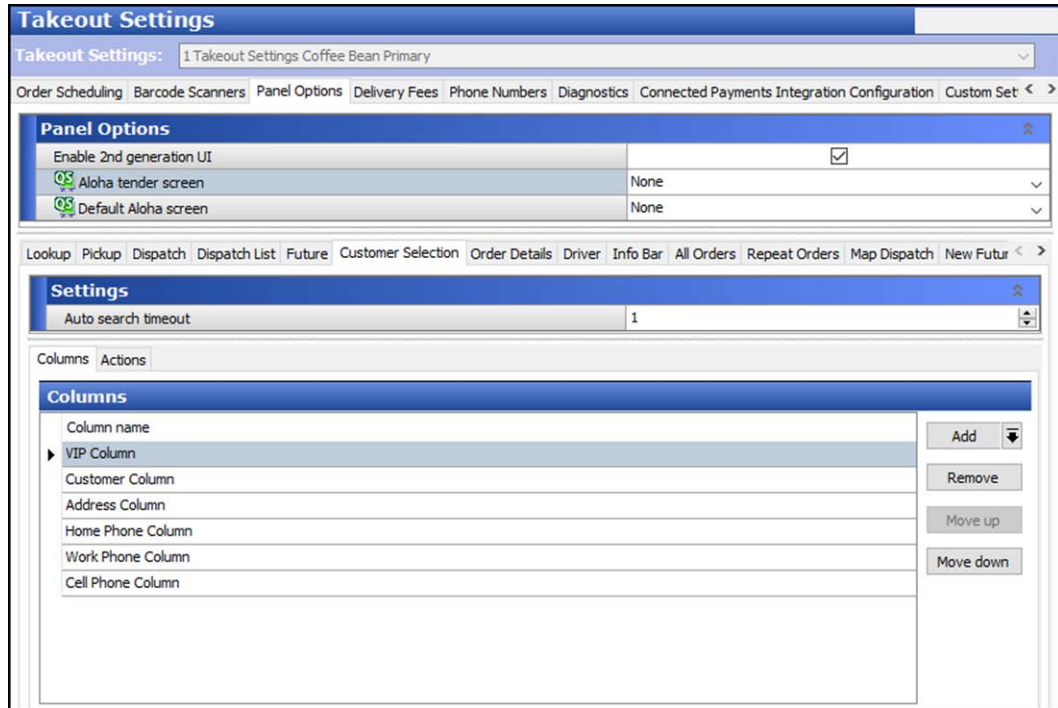 Takeout Settings
Takeout Settings: 1 Takeout Settings Coffee Bean Primary
Order Scheduling Barcode Scanners Panel Options Delivery Fees Phone Numbers Diagnostics Connected Payments Integration Configuration Custom Set
Panel Options
Enable 2nd generation UI
QS Aloha tender screen None
QS Default Aloha screen None
Lookup Pickup Dispatch Dispatch List Future Customer Selection Order Details Driver Info Bar All Orders Repeat Orders Map Dispatch New Futur
Settings
Auto search timeout 1
Columns Actions
Columns
Column name
Add
VIP Column
Customer Column
Remove
Address Column
Move up
Home Phone Column
Work Phone Column
Move down
Cell Phone Column